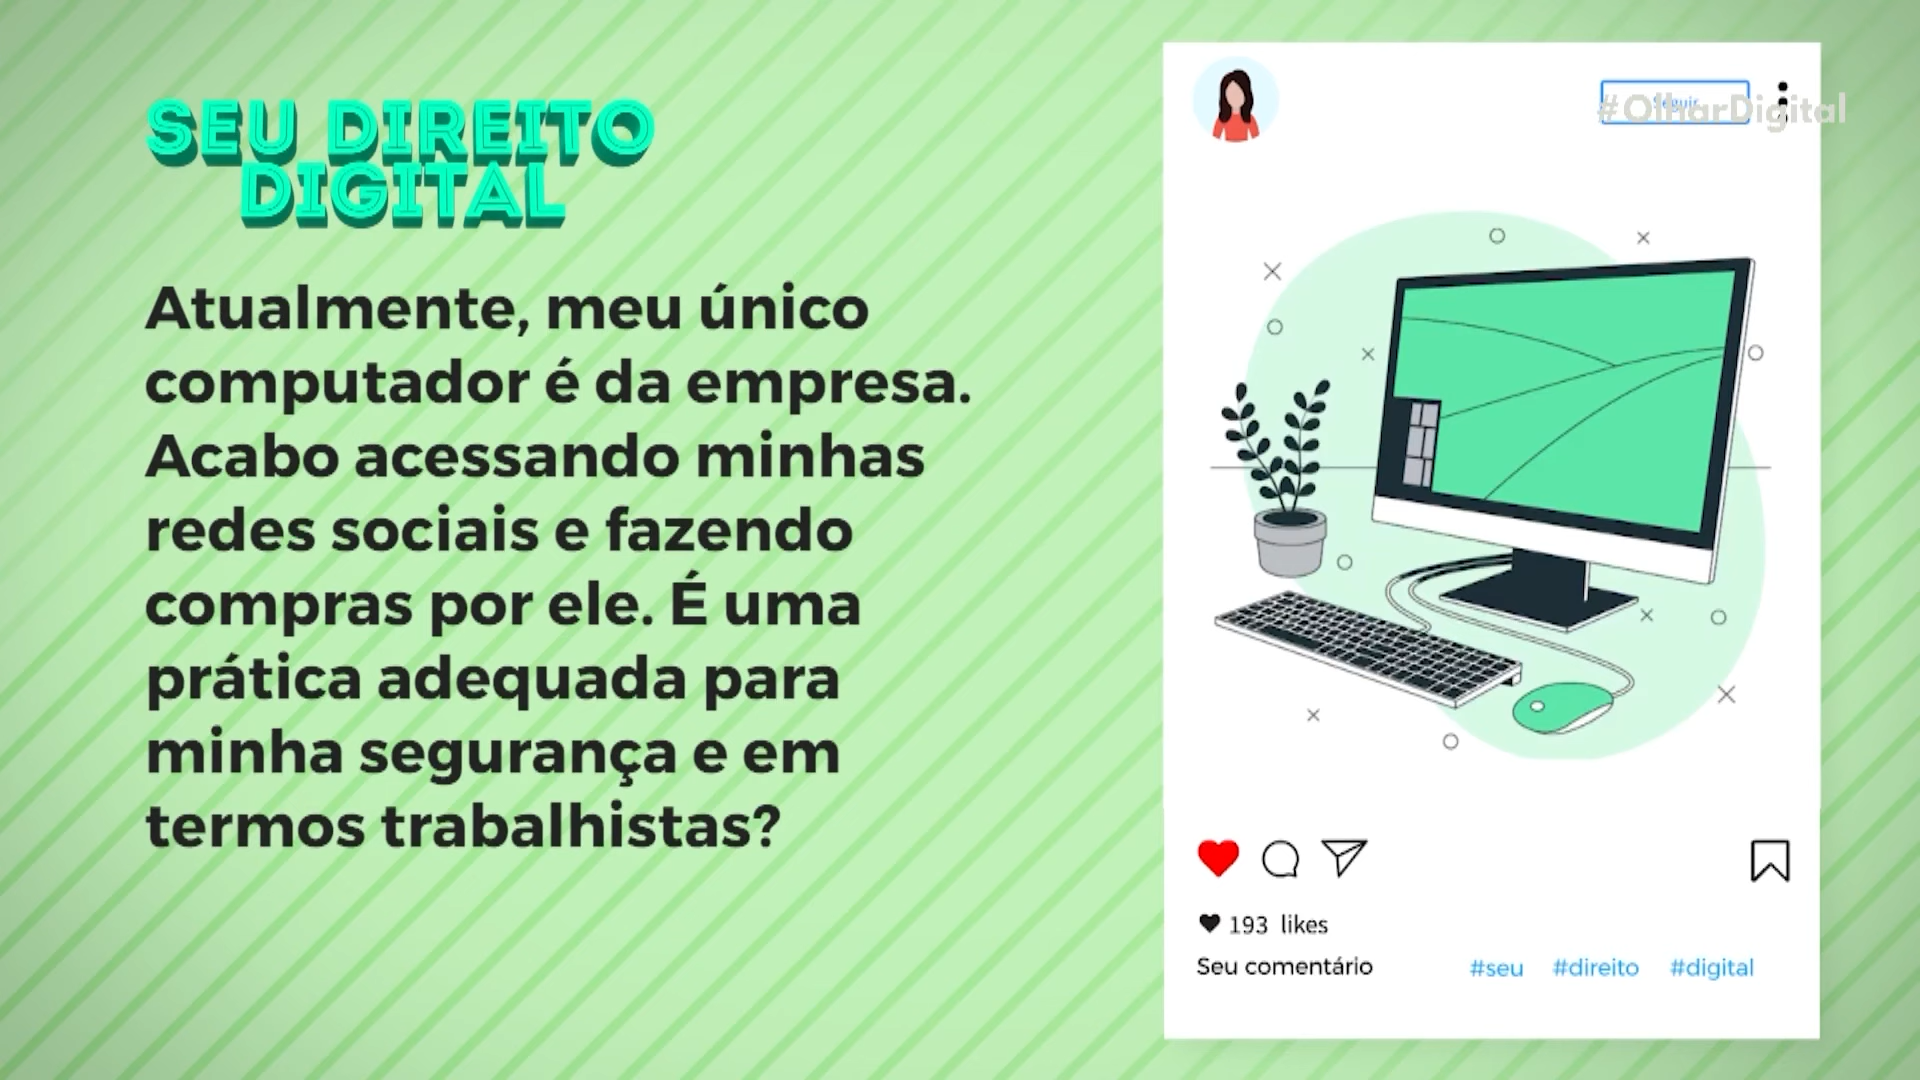 SEU DIREITO
DIGITAL
Atualmente, meu único
computador é da empresa.
Acabo acessando minhas
redes sociais e fazendo
compras por ele. É uma
prática adequada para
minha segurança e em
termos trabalhistas?
Seguir
#OlharDigital
193 likes
Seu comentário #seu #direito #digital